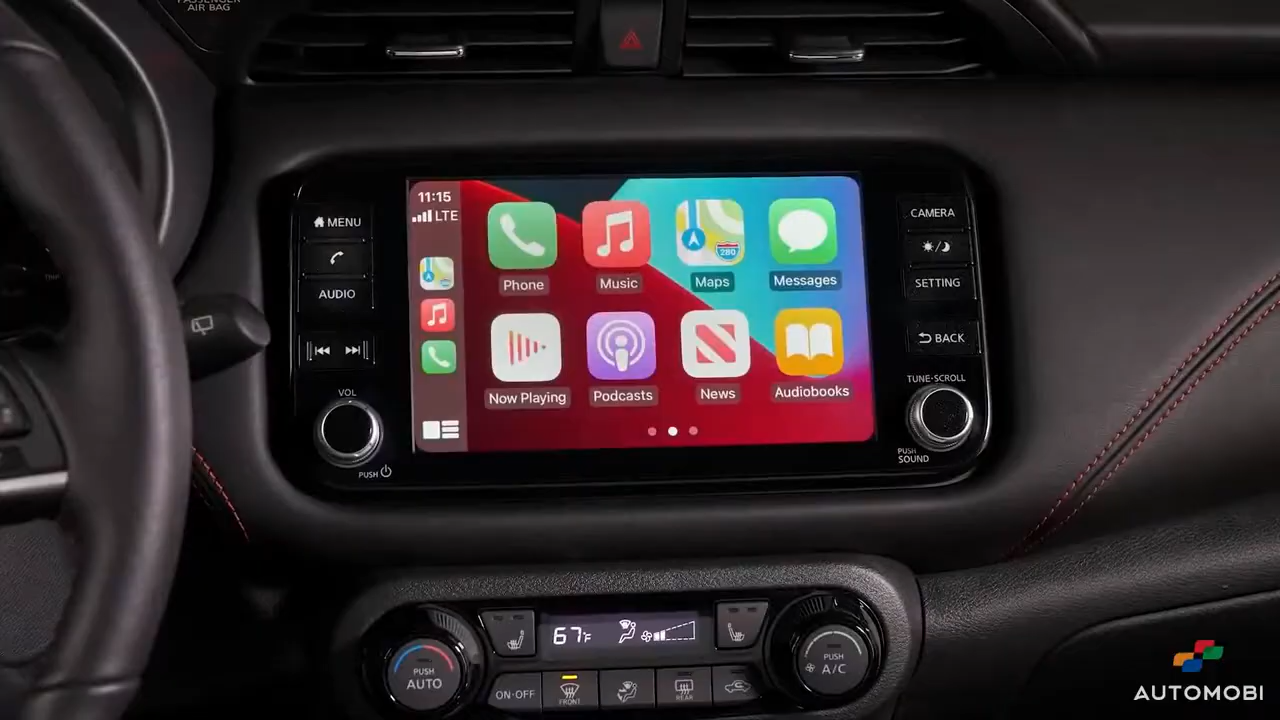 PASSENGER
AIR BAG
MENU
AUDIO
VOL
PUSH
11:15
LTE
Phone
Music
Maps
280
Messages
Now Playing
Podcasts
News
Audiobooks
CAMERA
SETTING
BACK
TUNE·SCROLL
PUSH
SOUND
67°F
PUSH
AUTO
ON·OFF
FRONT
REAR
PUSH
A/C
AUTOMOBI